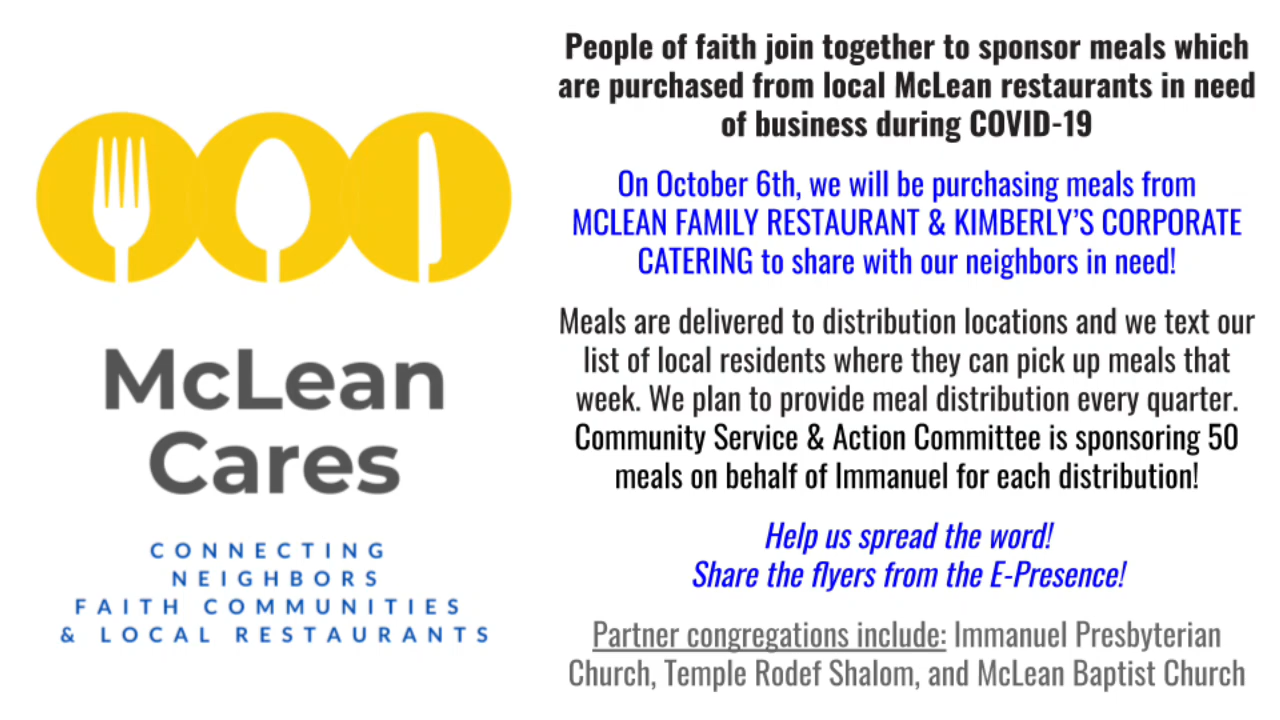 McLean
Cares
CONNECTING
NEIGHBORS
FAITH COMMUNITIES
& LOCAL RESTAURANTS
People of faith join together to sponsor meals which
are purchased from local McLean restaurants in need
of business during COVID-19
On October 6th, we will be purchasing meals from
MCLEAN FAMILY RESTAURANT & KIMBERLY'S CORPORATE
CATERING to share with our neighbors in need!
Meals are delivered to distribution locations and we text our
list of local residents where they can pick up meals that
week. We plan to provide meal distribution every quarter.
Community Service & Action Committee is sponsoring 50
meals on behalf of Immanuel for each distribution!
Help us spread the word!
Share the flyers from the E-Presence!
Partner congregations include: Immanuel Presbyterian
Church, Temple Rodef Shalom, and McLean Baptist Church